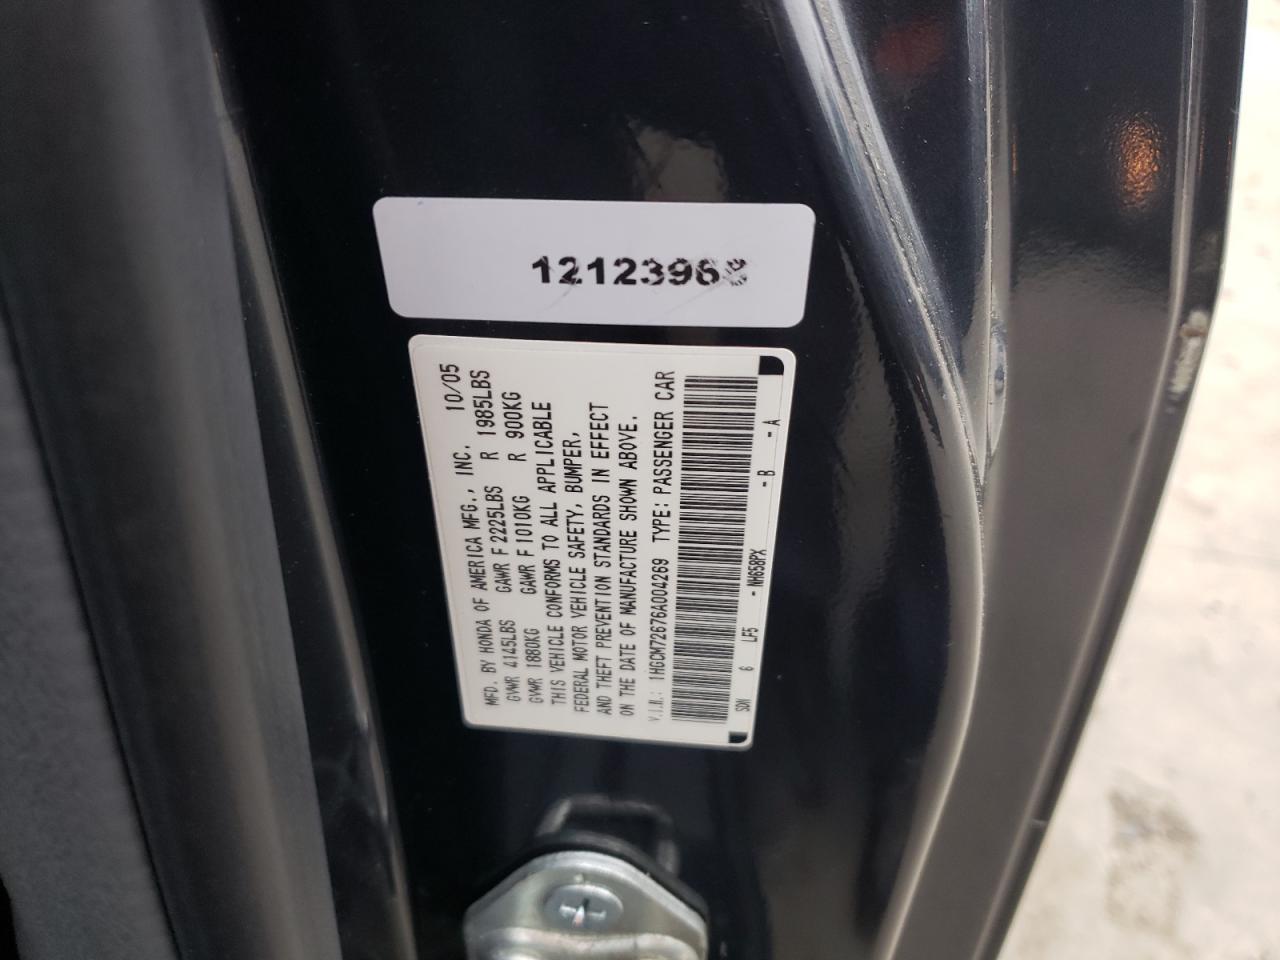 MFD. BY HONDA OF AMERICA MFG., INC. 10/05
GVWR 4145LBS GAWR F 2225LBS R 1985LBS
GVWR 1880KG GAWR F 1010KG R 900KG
THIS VEHICLE CONFORMS TO ALL APPLICABLE
FEDERAL MOTOR VEHICLE SAFETY, BUMPER,
AND THEFT PREVENTION STANDARDS IN EFFECT
ON THE DATE OF MANUFACTURE SHOWN ABOVE.
V.I.N.: 1HGCM72676A004269 TYPE: PASSENGER CAR
SDN 6 LF5 - NH658PX - B - A